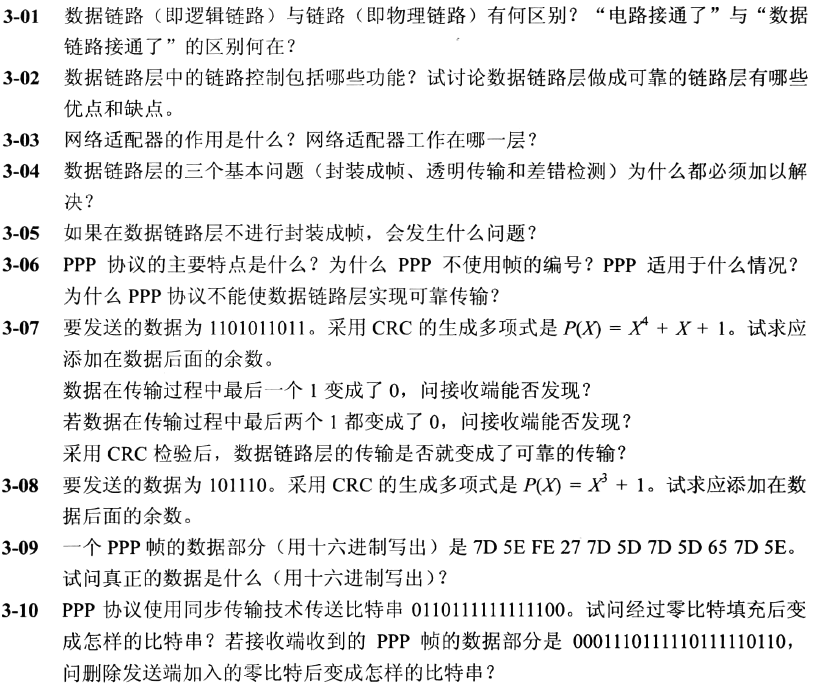 3-01 数据链路（即逻辑链路）与链路（即物理链路）有何区别？“电路接通了”与“数据
链路接通了”的区别何在？
3-02 数据链路层中的链路控制包括哪些功能？试讨论数据链路层做成可靠的链路层有哪些
优点和缺点。
3-03 网络适配器的作用是什么？网络适配器工作在哪一层？
3-04 数据链路层的三个基本问题（封装成帧、透明传输和差错检测）为什么都必须加以解
决？
3-05 如果在数据链路层不进行封装成帧，会发生什么问题？
3-06 PPP 协议的主要特点是什么？为什么 PPP 不使用帧的编号？PPP 适用于什么情况？
为什么 PPP 协议不能使数据链路层实现可靠传输？
3-07 要发送的数据为 1101011011。采用 CRC 的生成多项式是 P(X) = X⁴ + X + 1。试求应
添加在数据后面的余数。
数据在传输过程中最后一个 1 变成了 0，问接收端能否发现？
若数据在传输过程中最后两个 1 都变成了 0，问接收端能否发现？
采用 CRC 检验后，数据链路层的传输是否就变成了可靠的传输？
3-08 要发送的数据为 101110。采用 CRC 的生成多项式是 P(X) = X³ + 1。试求应添加在数
据后面的余数。
3-09 一个 PPP 帧的数据部分（用十六进制写出）是 7D 5E FE 27 7D 5D 7D 5D 65 7D 5E。
试问真正的数据是什么（用十六进制写出）？
3-10 PPP 协议使用同步传输技术传送比特串 0110111111111100。试问经过零比特填充后变
成怎样的比特串？若接收端收到的 PPP 帧的数据部分是 0001110111110111110110，
问删除发送端加入的零比特后变成怎样的比特串？